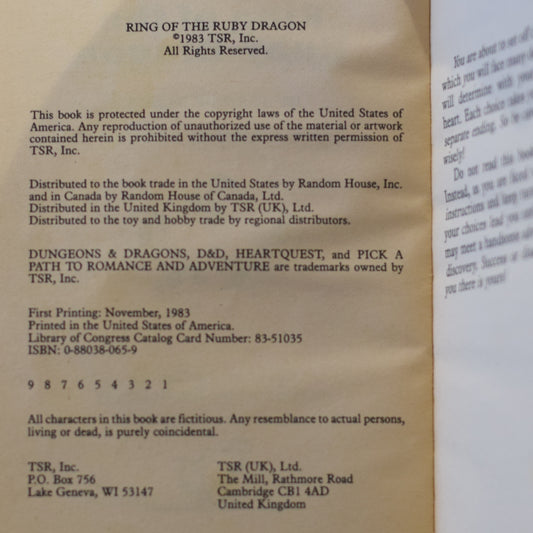 RING OF THE RUBY DRAGON
©1983 TSR, Inc.
All Rights Reserved.
This book is protected under the copyright laws of the United States of
America. Any reproduction of unauthorized use of the material or artwork
contained herein is prohibited without the express written permission of
TSR, Inc.
Distributed to the book trade in the United States by Random House, Inc.
and in Canada by Random House of Canada, Ltd.
Distributed in the United Kingdom by TSR (UK), Ltd.
Distributed to the toy and hobby trade by regional distributors.
DUNGEONS & DRAGONS, D&D, HEARTQUEST, and PICK A
PATH TO ROMANCE AND ADVENTURE are trademarks owned by
TSR, Inc.
First Printing: November, 1983
Printed in the United States of America.
Library of Congress Catalog Card Number: 83-51035
ISBN: 0-88038-065-9
9 8 7 6 5 4 3 2 1
All characters in this book are fictitious. Any resemblance to actual persons,
living or dead, is purely coincidental.
TSR, Inc.
P.O. Box 756
Lake Geneva, WI 53147
TSR (UK), Ltd.
The Mill, Rathmore Road
Cambridge CB1 4AD
United Kingdom
You are about to set off
which you will face many
will determine with your
heart. Each choice takes
separate ending. So be
wisely!
Do not read this book
Instead, as you are
instructions and keep
your choices lead you
may meet a handsome
discovery, Success or
you there is yours!